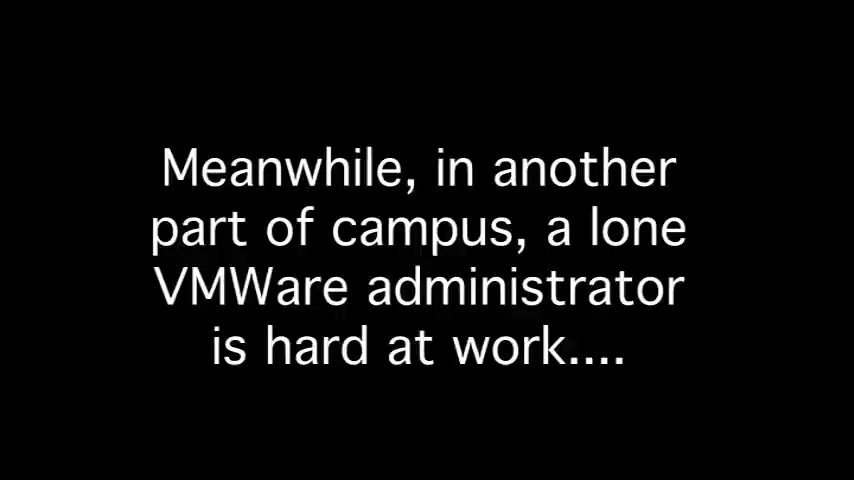 Meanwhile, in another
part of campus, a lone
VMWare administrator
is hard at work....